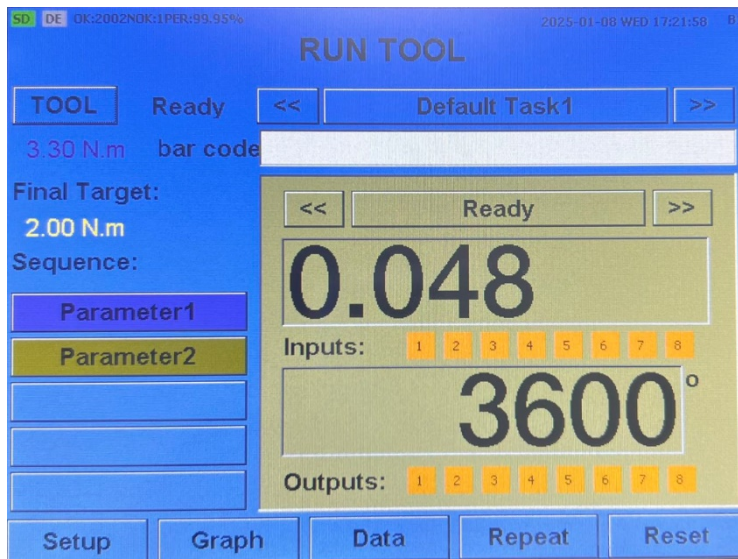 SD DE OK:2002NOK:1PER:99.95% 2025-01-08 WED 17:21:58 B
RUN TOOL
TOOL Ready << Default Task1 >>
3.30 N.m bar code
Final Target:
2.00 N.m
<< Ready >>
Sequence:
0.048
Parameter1
Inputs: 1 2 3 4 5 6 7 8
Parameter2
3600°
Outputs: 1 2 3 4 5 6 7 8
Setup Graph Data Repeat Reset